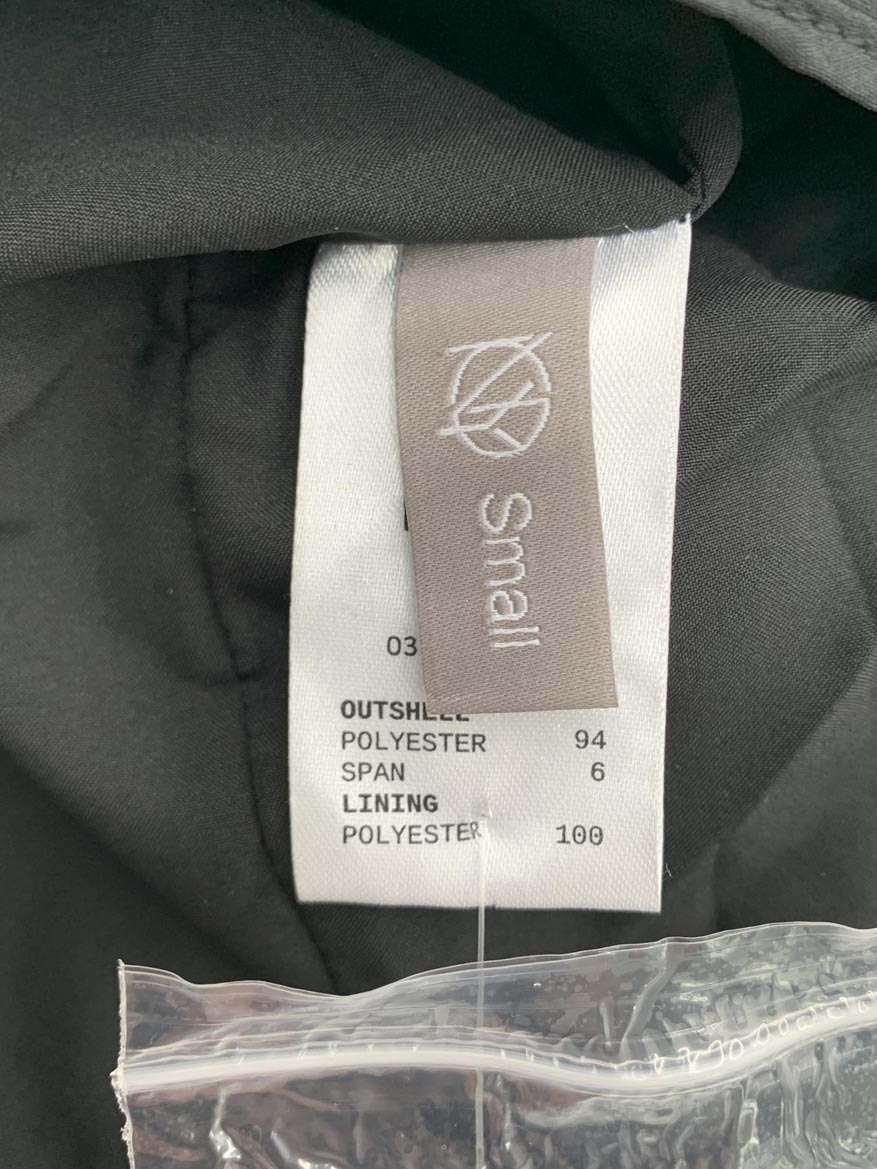 Small
03
OUTSHELL
POLYESTER 94
SPAN 6
LINING
POLYESTER 100